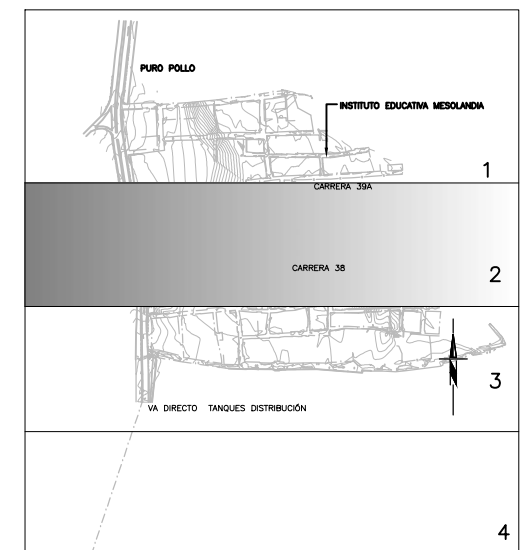 PURO POLLO
INSTITUTO EDUCATIVA MESOLANDIA
1
CARRERA 39A
CARRERA 38
2
3
VA DIRECTO TANQUES DISTRIBUCIÓN
4